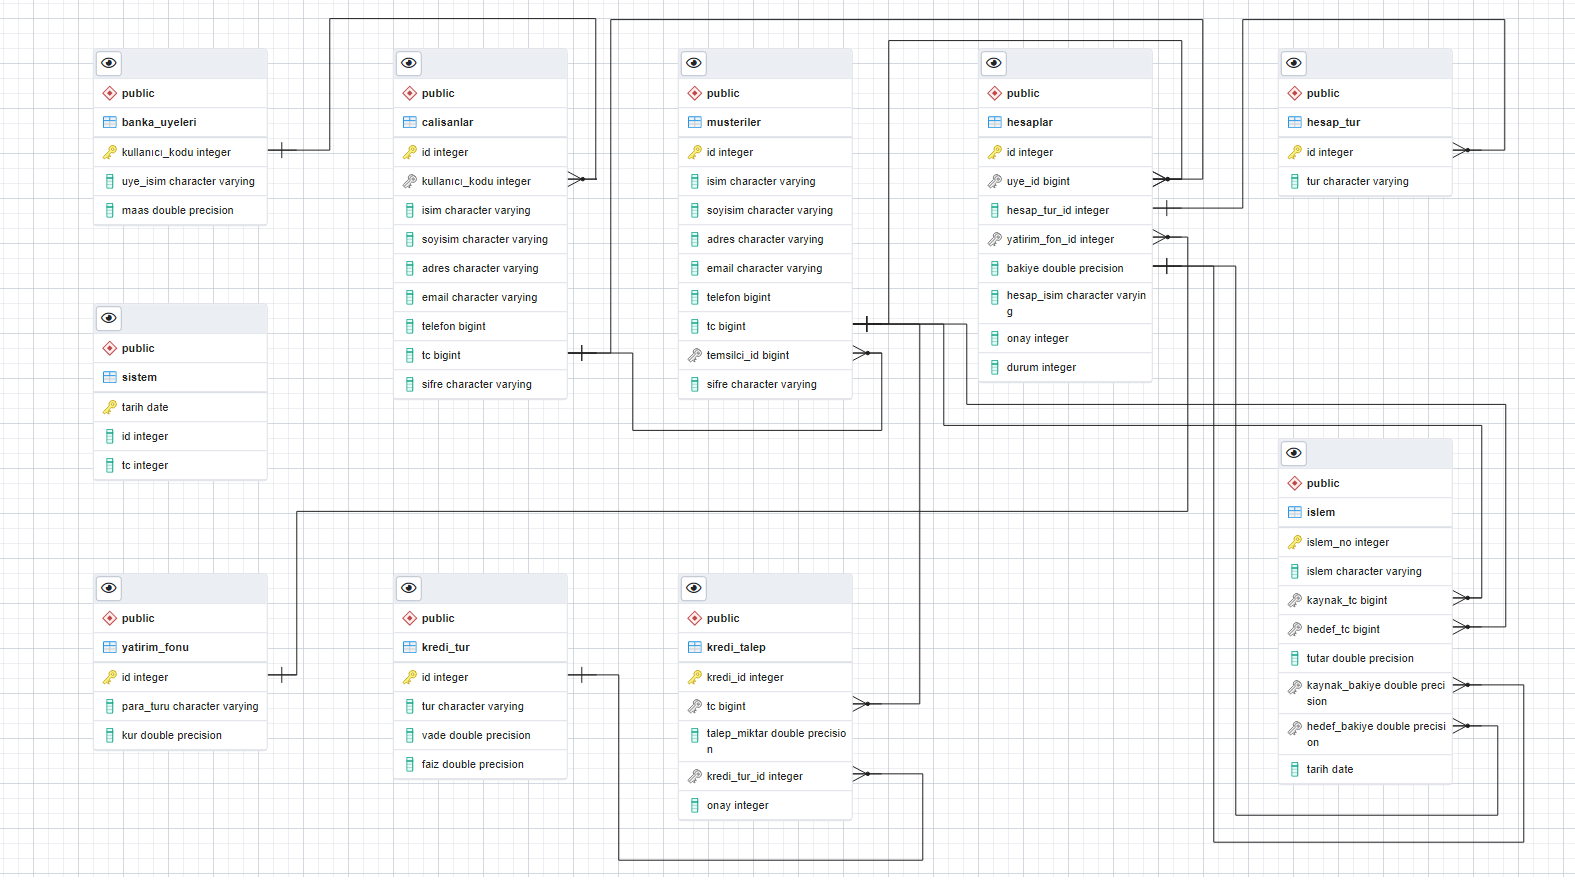 public
banka_uyeleri
kullanıcı_kodu integer
uye_isim character varying
maas double precision
public
calisanlar
id integer
kullanıcı_kodu integer
isim character varying
soyisim character varying
adres character varying
email character varying
telefon bigint
tc bigint
sifre character varying
public
musteriler
id integer
isim character varying
soyisim character varying
adres character varying
email character varying
telefon bigint
tc bigint
temsilci_id bigint
sifre character varying
public
hesaplar
id integer
uye_id bigint
hesap_tur_id integer
yatirim_fon_id integer
bakiye double precision
hesap_isim character varyin
g
onay integer
durum integer
public
hesap_tur
id integer
tur character varying
public
sistem
tarih date
id integer
tc integer
public
islem
islem_no integer
islem character varying
kaynak_tc bigint
hedef_tc bigint
tutar double precision
kaynak_bakiye double preci
sion
hedef_bakiye double precisi
on
tarih date
public
yatirim_fonu
id integer
para_turu character varying
kur double precision
public
kredi_tur
id integer
tur character varying
vade double precision
faiz double precision
public
kredi_talep
kredi_id integer
tc bigint
talep_miktar double precisio
n
kredi_tur_id integer
onay integer